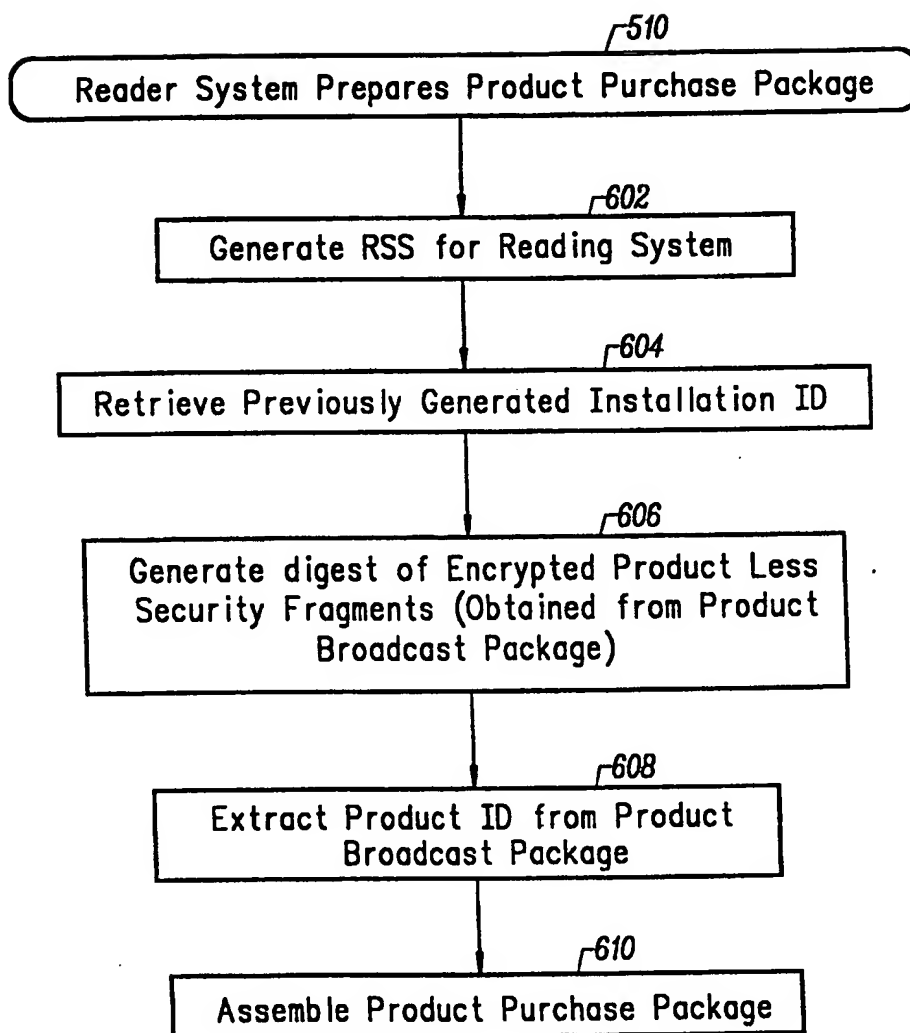 510
Reader System Prepares Product Purchase Package
602
Generate RSS for Reading System
604
Retrieve Previously Generated Installation ID
606
Generate digest of Encrypted Product Less
Security Fragments (Obtained from Product
Broadcast Package)
608
Extract Product ID from Product
Broadcast Package
610
Assemble Product Purchase Package